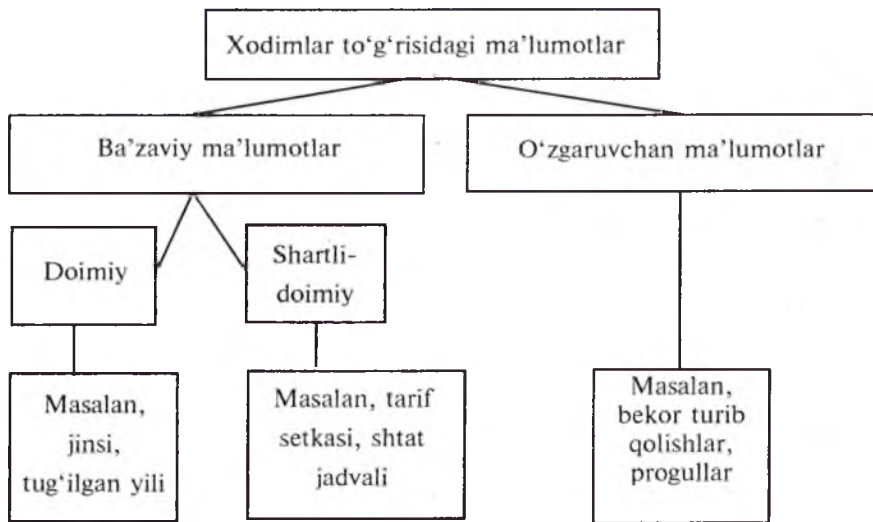 Xodimlar to‘g‘risidagi ma’lumotlar
Ba’zaviy ma’lumotlar
O‘zgaruvchan ma’lumotlar
Doimiy
Shartli-
doimiy
Masalan,
jinsi,
tug‘ilgan yili
Masalan, tarif
setkasi, shtat
jadvali
Masalan,
bekor turib
qolishlar,
progullar